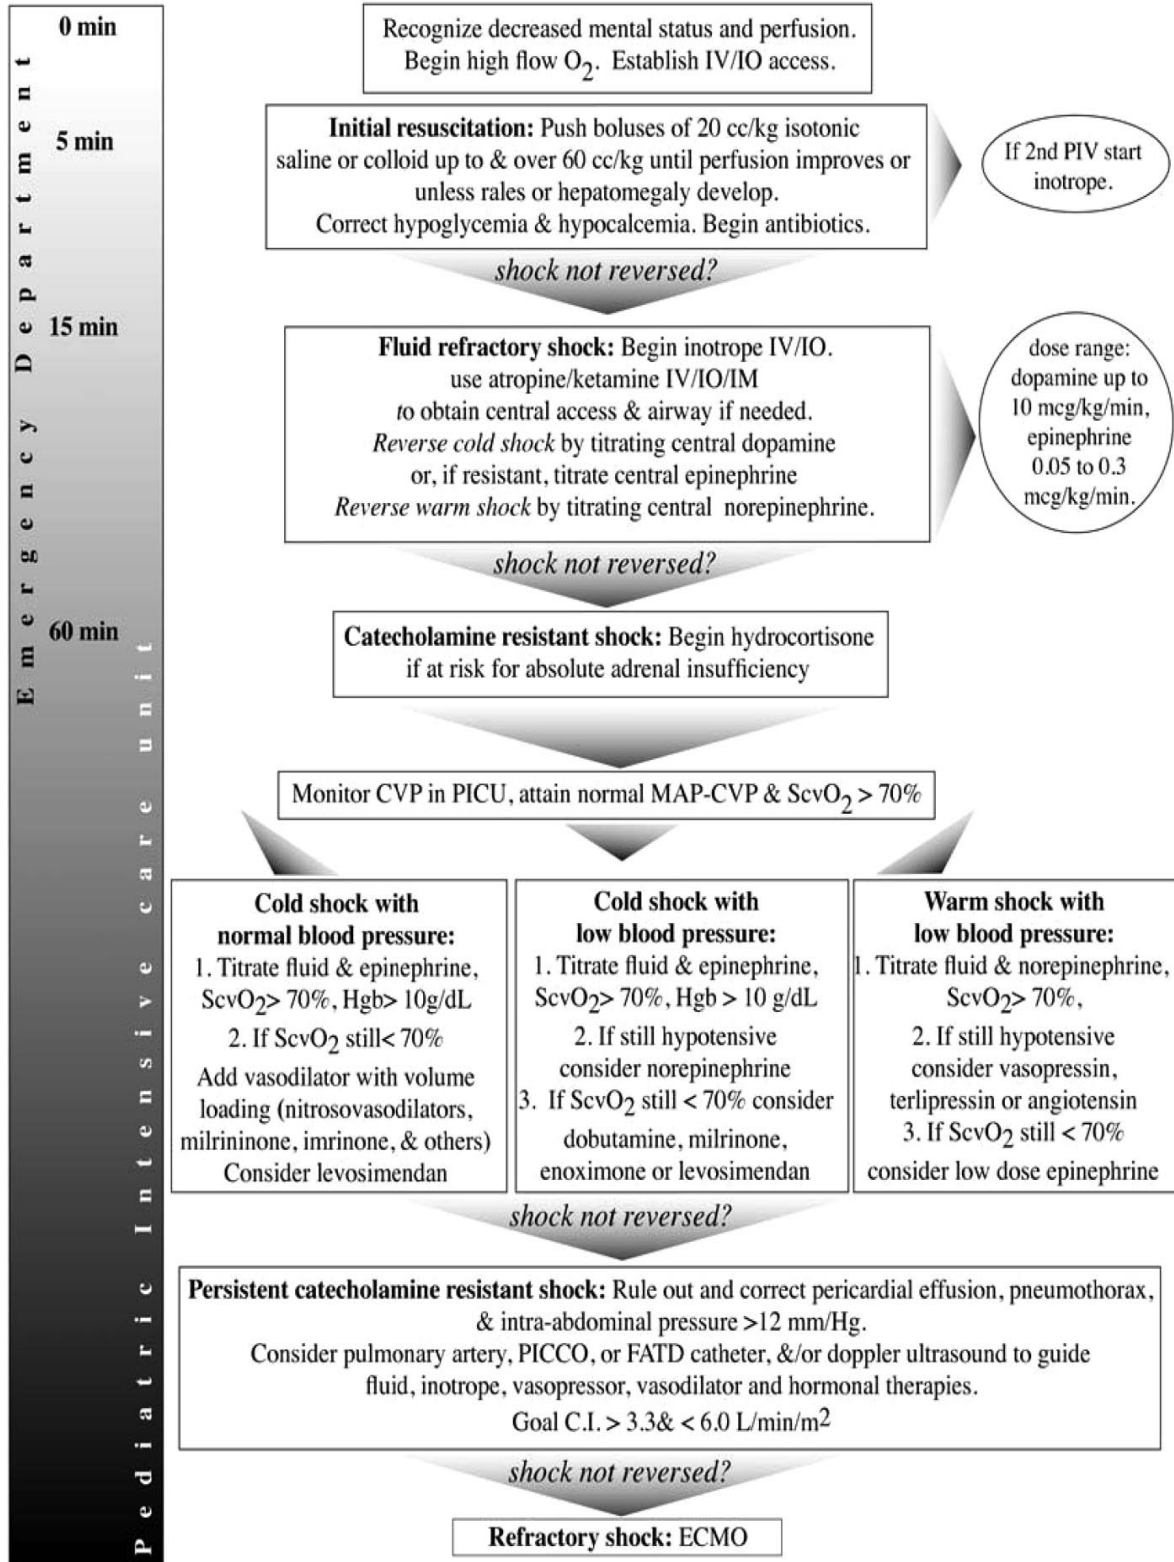 0 min
5 min
15 min
60 min
Emergency Department
Pediatric Intensive care unit
Recognize decreased mental status and perfusion.
Begin high flow O2. Establish IV/IO access.
Initial resuscitation: Push boluses of 20 cc/kg isotonic
saline or colloid up to & over 60 cc/kg until perfusion improves or
unless rales or hepatomegaly develop.
Correct hypoglycemia & hypocalcemia. Begin antibiotics.
If 2nd PIV start
inotrope.
shock not reversed?
Fluid refractory shock: Begin inotrope IV/IO.
use atropine/ketamine IV/IO/IM
to obtain central access & airway if needed.
Reverse cold shock by titrating central dopamine
or, if resistant, titrate central epinephrine
Reverse warm shock by titrating central norepinephrine.
dose range:
dopamine up to
10 mcg/kg/min,
epinephrine
0.05 to 0.3
mcg/kg/min.
shock not reversed?
Catecholamine resistant shock: Begin hydrocortisone
if at risk for absolute adrenal insufficiency
Monitor CVP in PICU, attain normal MAP-CVP & ScvO2 > 70%
Cold shock with
normal blood pressure:
1. Titrate fluid & epinephrine,
ScvO2> 70%, Hgb> 10g/dL
2. If ScvO2 still< 70%
Add vasodilator with volume
loading (nitrosovasodilators,
milrininone, imrinone, & others)
Consider levosimendan
Cold shock with
low blood pressure:
1. Titrate fluid & epinephrine,
ScvO2> 70%, Hgb > 10 g/dL
2. If still hypotensive
consider norepinephrine
3. If ScvO2 still < 70% consider
dobutamine, milrinone,
enoximone or levosimendan
Warm shock with
low blood pressure:
1. Titrate fluid & norepinephrine,
ScvO2> 70%,
2. If still hypotensive
consider vasopressin,
terlipressin or angiotensin
3. If ScvO2 still < 70%
consider low dose epinephrine
shock not reversed?
Persistent catecholamine resistant shock: Rule out and correct pericardial effusion, pneumothorax,
& intra-abdominal pressure >12 mm/Hg.
Consider pulmonary artery, PICCO, or FATD catheter, &/or doppler ultrasound to guide
fluid, inotrope, vasopressor, vasodilator and hormonal therapies.
Goal C.I. > 3.3& < 6.0 L/min/m2
shock not reversed?
Refractory shock: ECMO